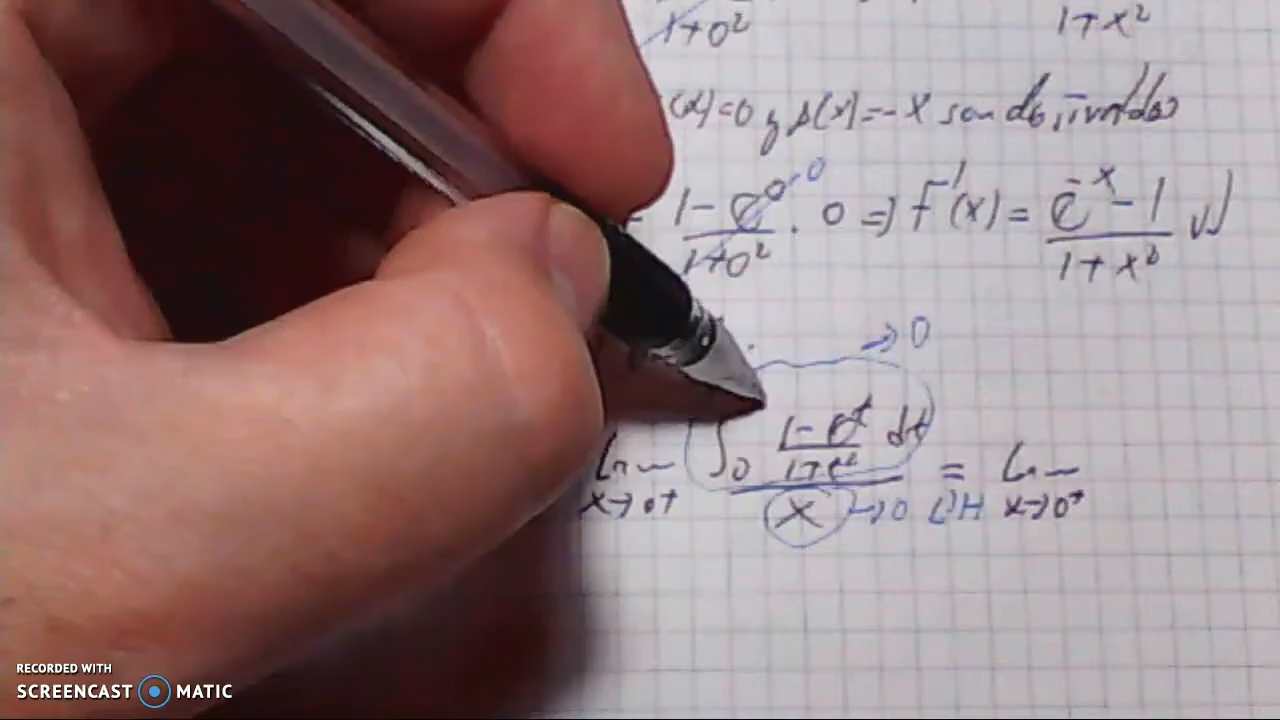 1+0² 1+x²
(x)=0 y s(x)=-x son derivables
= 1-e⁰ →0 / 1+0² · 0 => F'(x) = e⁻ˣ-1 / 1+x²
→0
lim x→0⁺ ∫₀ 1-eᵗ / 1+t² dt / x →0 = L'H lim x→0⁺
RECORDED WITH
SCREENCAST MATIC